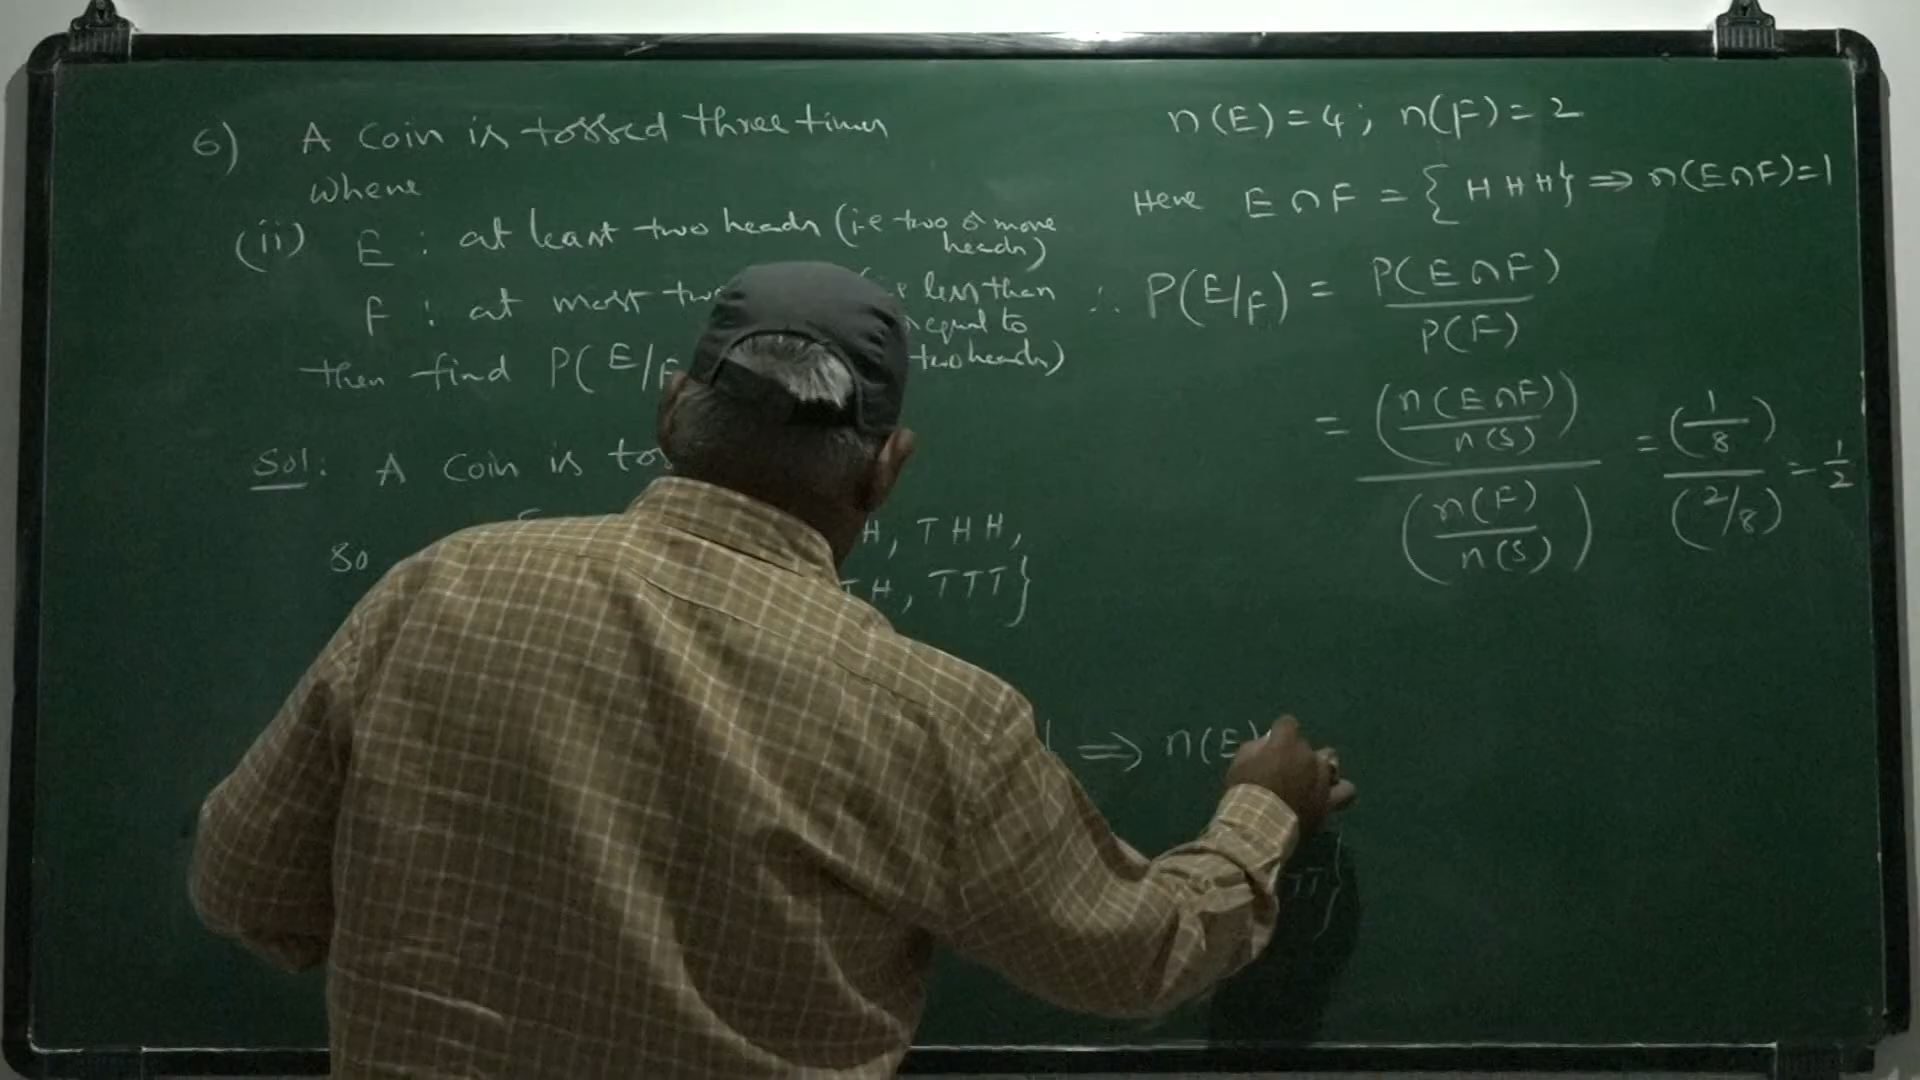 6) A Coin is tossed three times
where
(ii) E : at least two heads (i.e two or more
heads)
F : at most two less than
equal to
then find P(E/F two heads)
Sol: A Coin is tos
So H, THH,
TH, TTT}
⇒ n(E)
TT}
n(E) = 4; n(F) = 2
Here E ∩ F = {HHH} ⇒ n(E∩F)=1
∴ P(E/F) = P(E∩F) / P(F)
= (n(E∩F)/n(S)) / (n(F)/n(S)) = (1/8) / (2/8) = 1/2